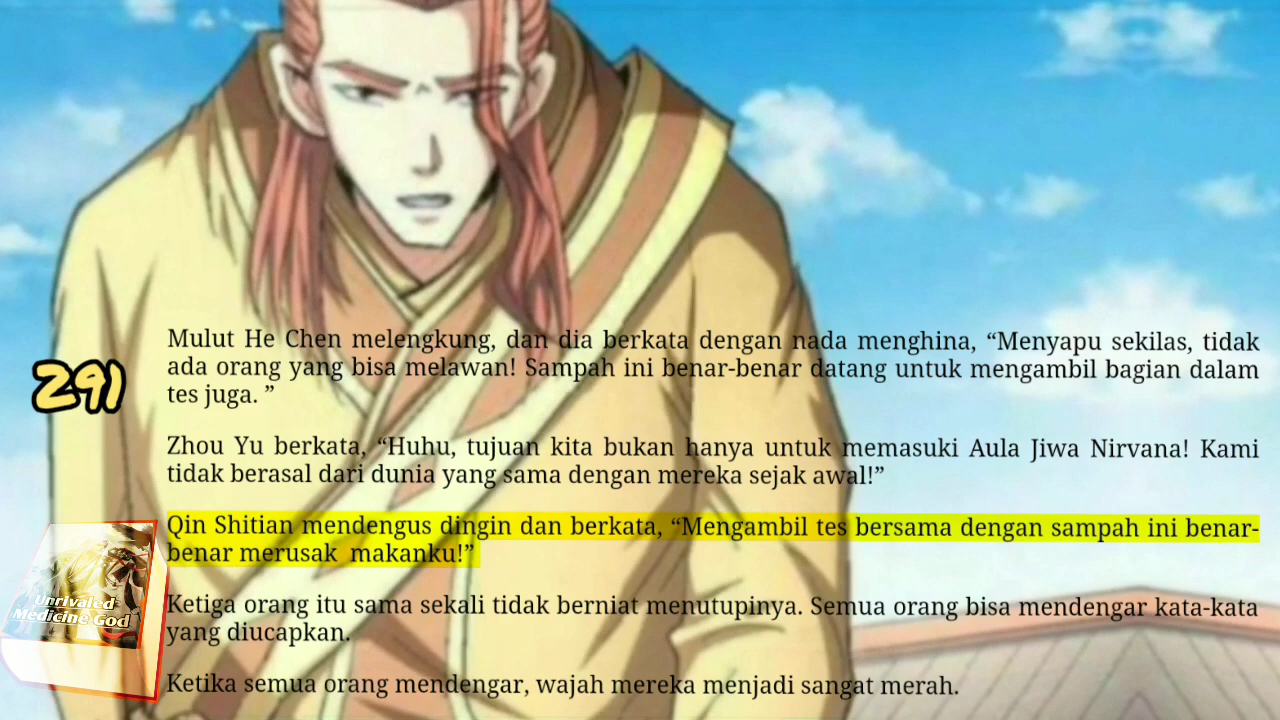 Mulut He Chen melengkung, dan dia berkata dengan nada menghina, “Menyapu sekilas, tidak
ada orang yang bisa melawan! Sampah ini benar-benar datang untuk mengambil bagian dalam
tes juga. ”
291
Zhou Yu berkata, “Huhu, tujuan kita bukan hanya untuk memasuki Aula Jiwa Nirvana! Kami
tidak berasal dari dunia yang sama dengan mereka sejak awal!”
Qin Shitian mendengus dingin dan berkata, “Mengambil tes bersama dengan sampah ini benar-
benar merusak  makanku!”
Ketiga orang itu sama sekali tidak berniat menutupinya. Semua orang bisa mendengar kata-kata
yang diucapkan.
Unrivaled
Medicine God
Ketika semua orang mendengar, wajah mereka menjadi sangat merah.